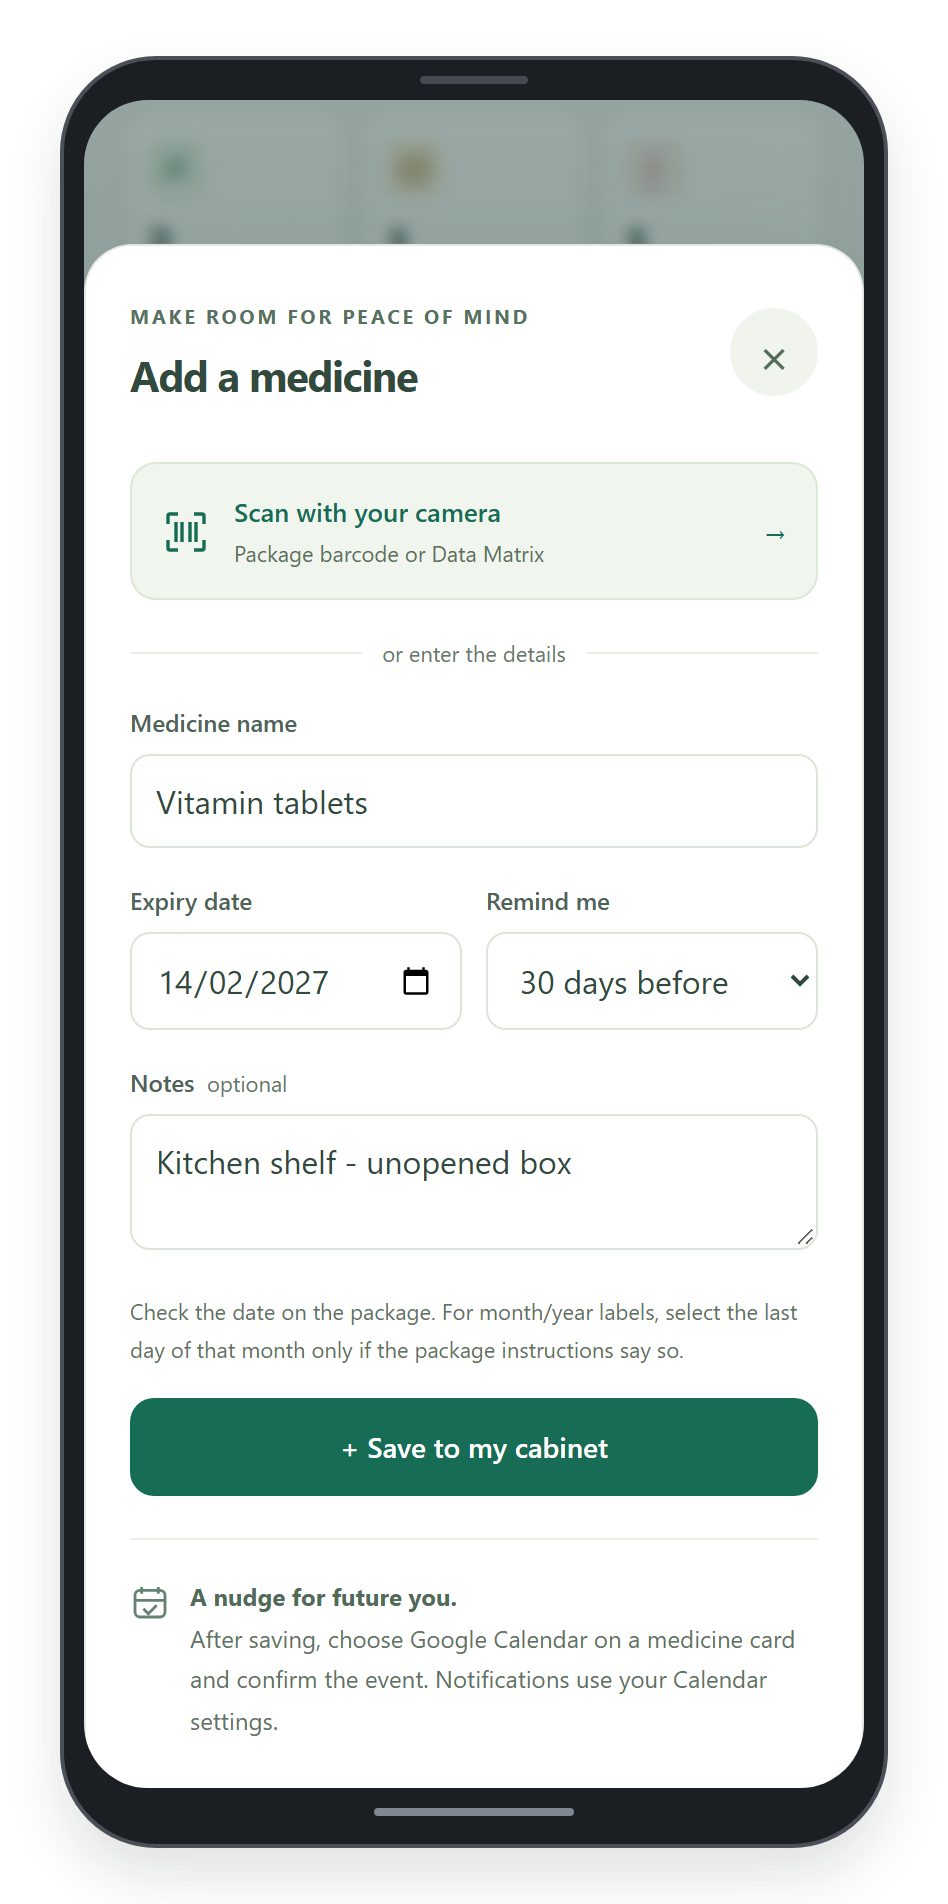 MAKE ROOM FOR PEACE OF MIND
Add a medicine
Scan with your camera
Package barcode or Data Matrix
→
or enter the details
Medicine name
Vitamin tablets
Expiry date
Remind me
14/02/2027
30 days before
Notes optional
Kitchen shelf - unopened box
Check the date on the package. For month/year labels, select the last
day of that month only if the package instructions say so.
+ Save to my cabinet
A nudge for future you.
After saving, choose Google Calendar on a medicine card
and confirm the event. Notifications use your Calendar
settings.